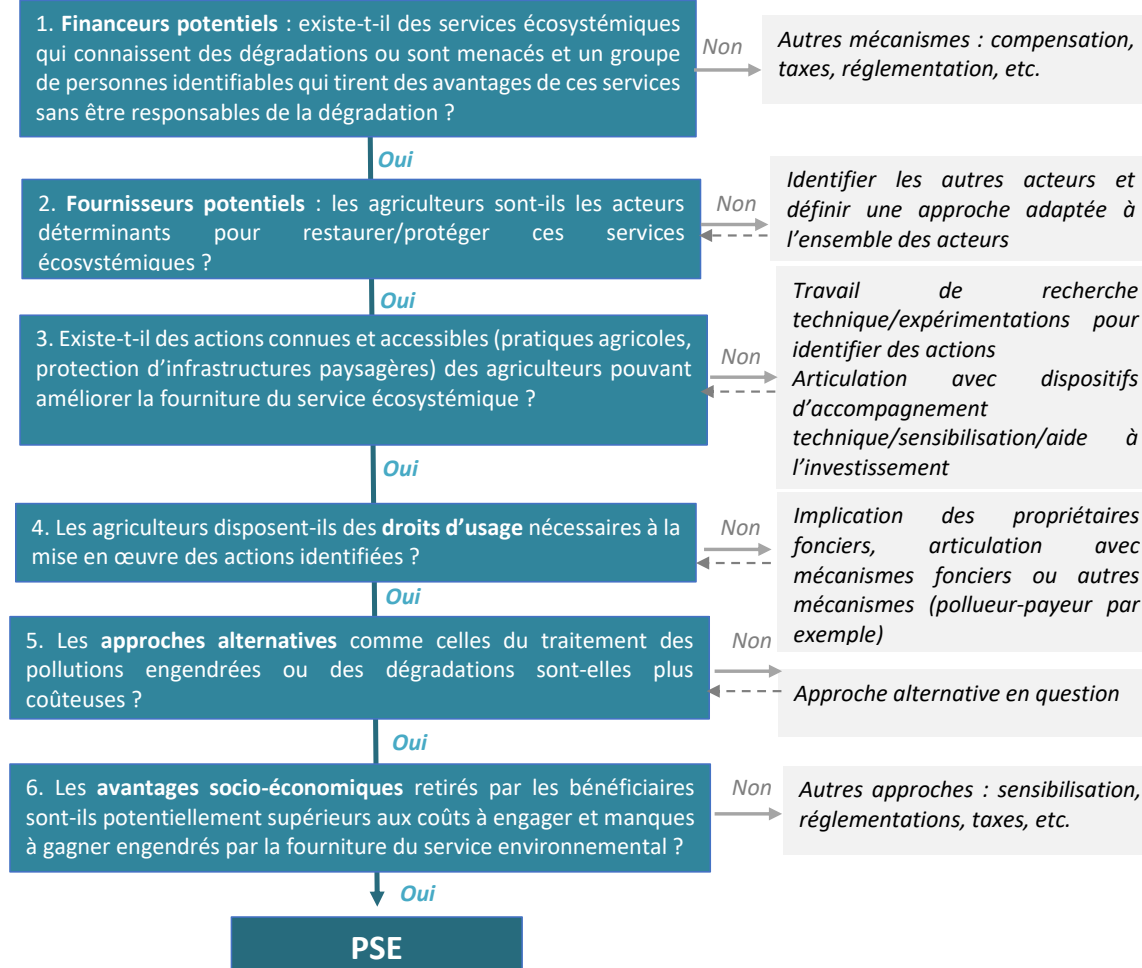 1. Financeurs potentiels : existe-t-il des services écosystémiques
qui connaissent des dégradations ou sont menacés et un groupe
de personnes identifiables qui tirent des avantages de ces services
sans être responsables de la dégradation ?
Non
Autres mécanismes : compensation,
taxes, réglementation, etc.
Oui
2. Fournisseurs potentiels : les agriculteurs sont-ils les acteurs
déterminants pour restaurer/protéger ces services
écosystémiques ?
Non
Identifier les autres acteurs et
définir une approche adaptée à
l'ensemble des acteurs
Oui
3. Existe-t-il des actions connues et accessibles (pratiques agricoles,
protection d'infrastructures paysagères) des agriculteurs pouvant
améliorer la fourniture du service écosystémique ?
Non
Travail de recherche
technique/expérimentations pour
identifier des actions
Articulation avec dispositifs
d'accompagnement
technique/sensibilisation/aide à
l'investissement
Oui
4. Les agriculteurs disposent-ils des droits d'usage nécessaires à la
mise en œuvre des actions identifiées ?
Non
Implication des propriétaires
fonciers, articulation avec
mécanismes fonciers ou autres
mécanismes (pollueur-payeur par
exemple)
Oui
5. Les approches alternatives comme celles du traitement des
pollutions engendrées ou des dégradations sont-elles plus
coûteuses ?
Non
Approche alternative en question
Oui
6. Les avantages socio-économiques retirés par les bénéficiaires
sont-ils potentiellement supérieurs aux coûts à engager et manques
à gagner engendrés par la fourniture du service environnemental ?
Non
Autres approches : sensibilisation,
réglementations, taxes, etc.
Oui
PSE